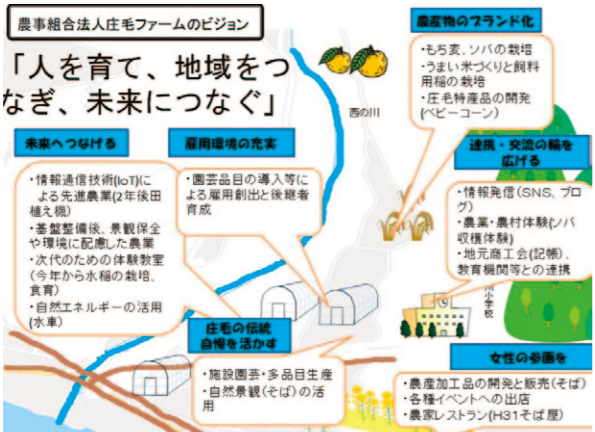 農事組合法人庄毛ファームのビジョン
「人を育て、地域をつ
なぎ、未来につなぐ」
農産物のブランド化
・もち麦、ソバの栽培
・うまい米づくりと飼料
用稲の栽培
・庄毛特産品の開発
(ベビーコーン)
西の川
未来へつなげる
・情報通信技術(IoT)に
よる先進農業(2年後田
植え機)
・基盤整備後、景観保全
や環境に配慮した農業
・次代のための体験教室
(今年から水稲の栽培、
食育)
・自然エネルギーの活用
(水車)
雇用環境の充実
・園芸品目の導入等に
よる雇用創出と後継者
育成
連携・交流の輪を
広げる
・情報発信(SNS、ブロ
グ)
・農業・農村体験(ソバ
収穫体験)
・地元商工会(記帳)、
教育機関等との連携
川小学校
庄毛の伝統
自慢を活かす
・施設園芸・多品目生産
・自然景観(そば)の活
用
女性の参画を
・農産加工品の開発と販売(そば)
・各種イベントへの出店
・農家レストラン(H31そば屋)